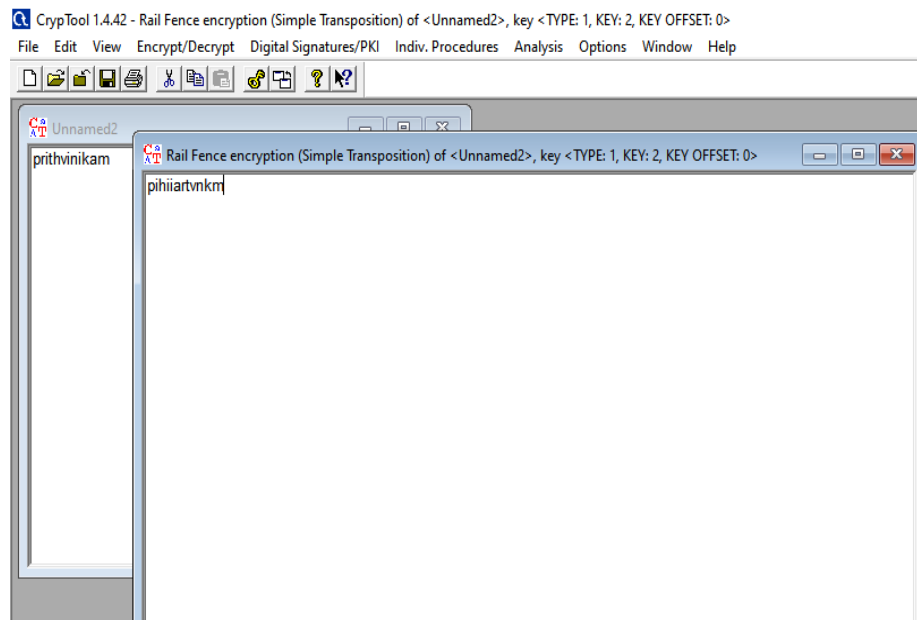 CrypTool 1.4.42 - Rail Fence encryption (Simple Transposition) of <Unnamed2>, key <TYPE: 1, KEY: 2, KEY OFFSET: 0>
File Edit View Encrypt/Decrypt Digital Signatures/PKI Indiv. Procedures Analysis Options Window Help
Unnamed2
prithvinikam
Rail Fence encryption (Simple Transposition) of <Unnamed2>, key <TYPE: 1, KEY: 2, KEY OFFSET: 0>
pihiiartvnkm